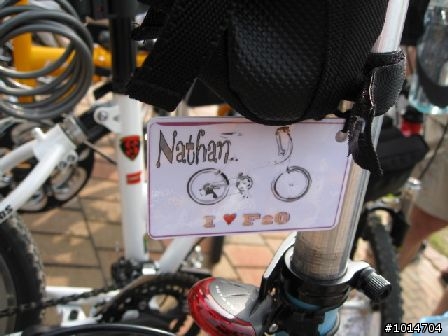 Nathan..
I ♥ F2O
#1014704